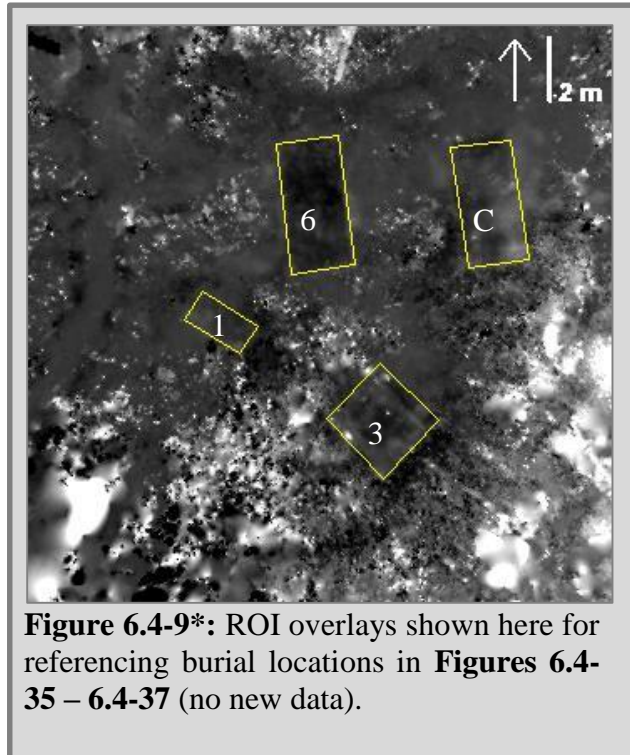 .2 m
6
C
1
3
Figure 6.4-9*: ROI overlays shown here for
referencing burial locations in Figures 6.4-
35 – 6.4-37 (no new data).